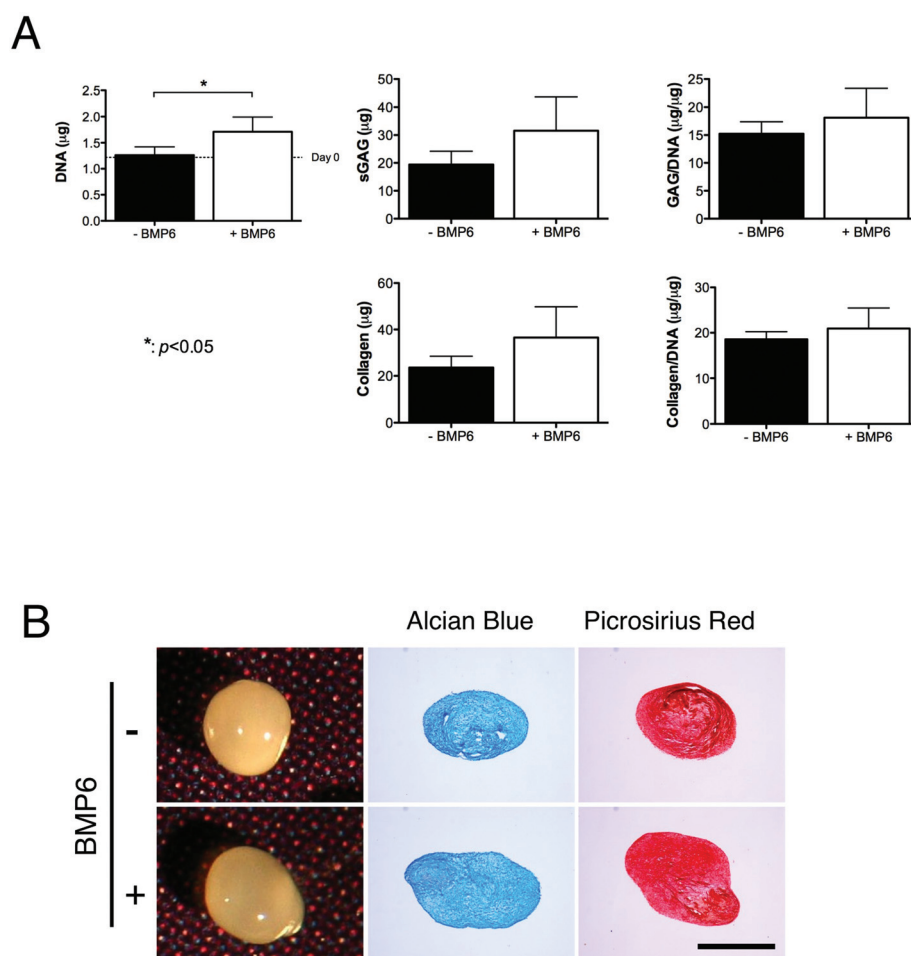 A
DNA (µg)
2.5
2.0
1.5
1.0
0.5
0.0
*
Day 0
- BMP6
+ BMP6
sGAG (µg)
50
40
30
20
10
0
- BMP6
+ BMP6
GAG/DNA (µg/µg)
25
20
15
10
5
0
- BMP6
+ BMP6
*: p<0.05
Collagen (µg)
60
40
20
0
- BMP6
+ BMP6
Collagen/DNA (µg/µg)
30
20
10
0
- BMP6
+ BMP6
B
Alcian Blue
Picrosirius Red
BMP6
-
+